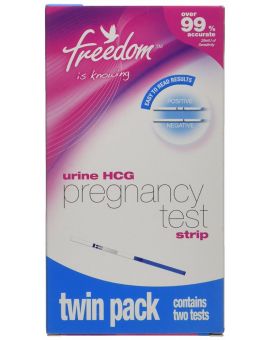 freedom™
is knowing
over
99%
accurate
EASY TO READ RESULTS
POSITIVE
NEGATIVE
urine HCG
pregnancy
test
strip
twin pack
contains
two tests